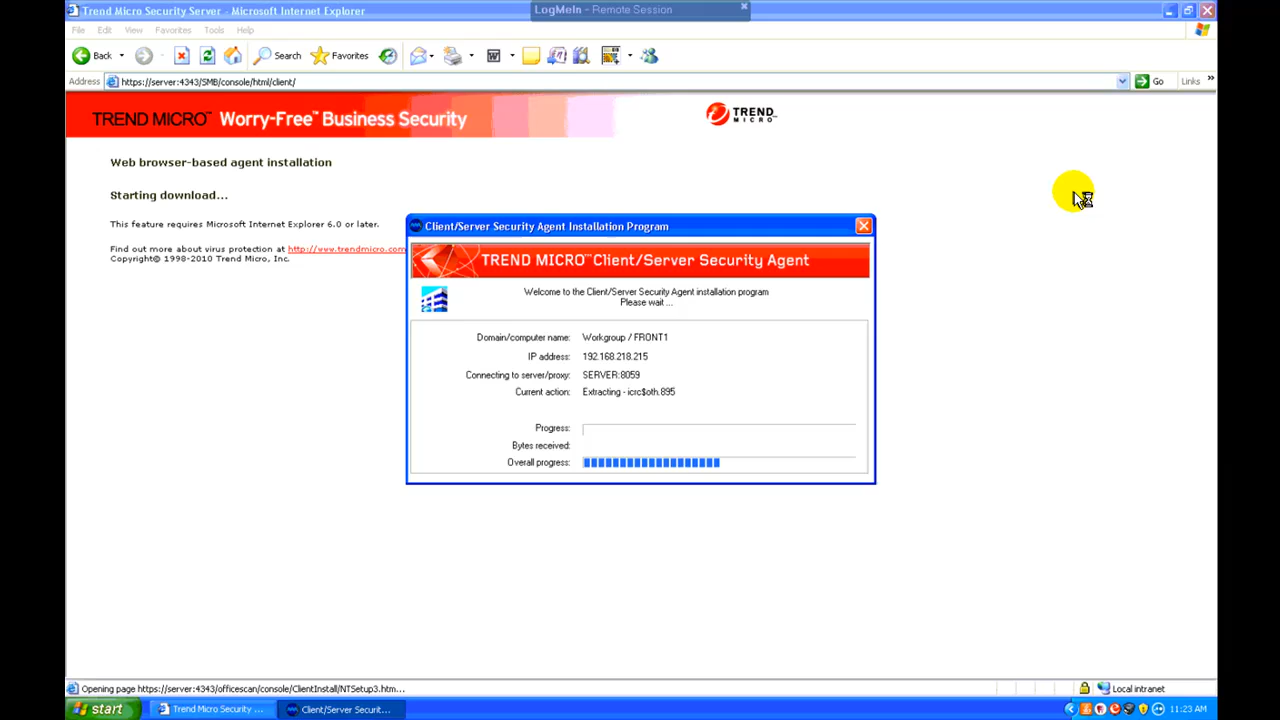 Trend Micro Security Server - Microsoft Internet Explorer
LogMeIn - Remote Session
File Edit View Favorites Tools Help
Back Search Favorites
Address https://server:4343/SMB/console/html/client/ Go Links »
TREND MICRO™ Worry-Free™ Business Security
TREND MICRO™
Web browser-based agent installation
Starting download...
This feature requires Microsoft Internet Explorer 6.0 or later.
Find out more about virus protection at http://www.trendmicro.com
Copyright© 1998-2010 Trend Micro, Inc.
Client/Server Security Agent Installation Program
TREND MICRO™ Client/Server Security Agent
Welcome to the Client/Server Security Agent installation program
Please wait ...
Domain/computer name: Workgroup / FRONT1
IP address: 192.168.218.215
Connecting to server/proxy: SERVER:8059
Current action: Extracting - icrc$oth.895
Progress:
Bytes received:
Overall progress:
Opening page https://server:4343/officescan/console/ClientInstall/NTSetup3.htm...
Local intranet
start Trend Micro Security ... Client/Server Securit... 11:23 AM